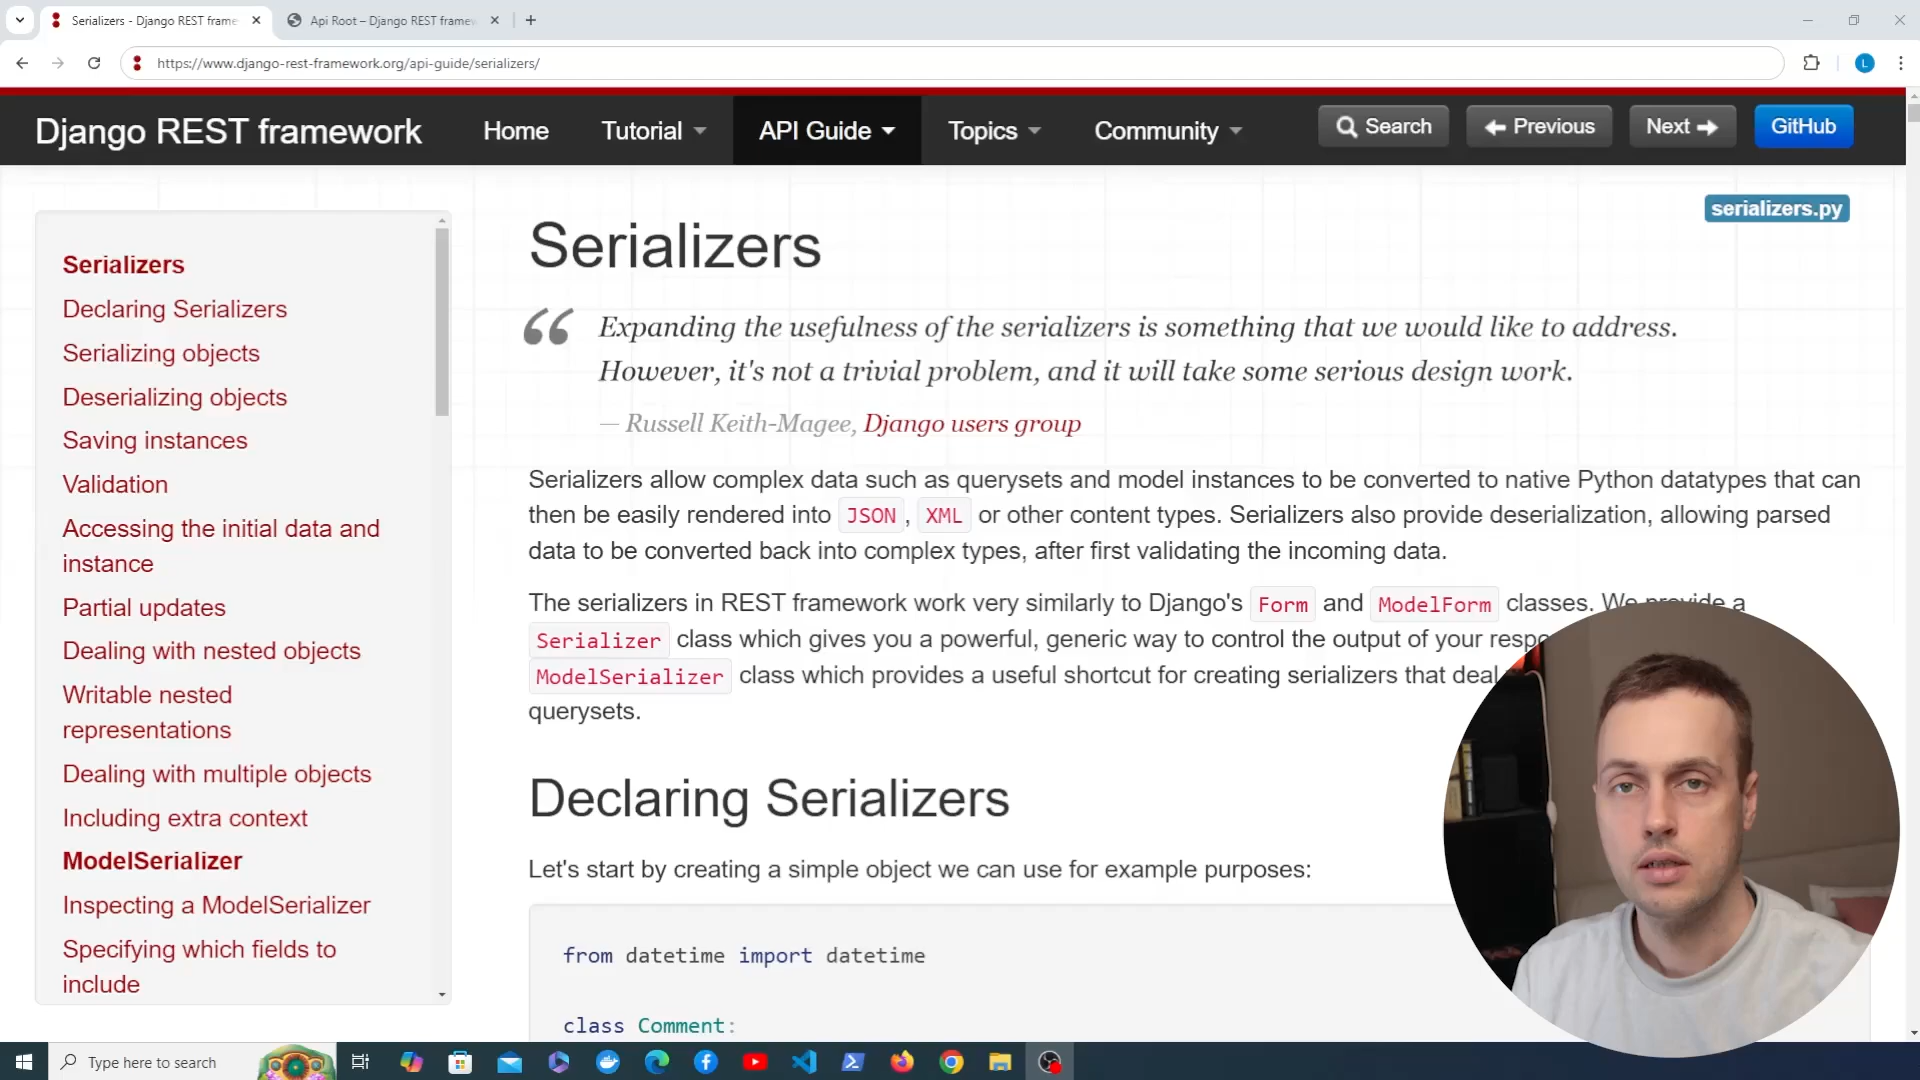 Serializers - Django REST frame
Api Root – Django REST framew
https://www.django-rest-framework.org/api-guide/serializers/
L
Django REST framework
Home
Tutorial
API Guide
Topics
Community
Search
Previous
Next
GitHub
serializers.py
Serializers
Declaring Serializers
Serializing objects
Deserializing objects
Saving instances
Validation
Accessing the initial data and
instance
Partial updates
Dealing with nested objects
Writable nested
representations
Dealing with multiple objects
Including extra context
ModelSerializer
Inspecting a ModelSerializer
Specifying which fields to
include
Serializers
“ Expanding the usefulness of the serializers is something that we would like to address.
However, it's not a trivial problem, and it will take some serious design work.
— Russell Keith-Magee, Django users group
Serializers allow complex data such as querysets and model instances to be converted to native Python datatypes that can
then be easily rendered into JSON , XML or other content types. Serializers also provide deserialization, allowing parsed
data to be converted back into complex types, after first validating the incoming data.
The serializers in REST framework work very similarly to Django's Form and ModelForm classes. We provide a
Serializer class which gives you a powerful, generic way to control the output of your respo
ModelSerializer class which provides a useful shortcut for creating serializers that deal
querysets.
Declaring Serializers
Let's start by creating a simple object we can use for example purposes:
from datetime import datetime
class Comment:
Type here to search